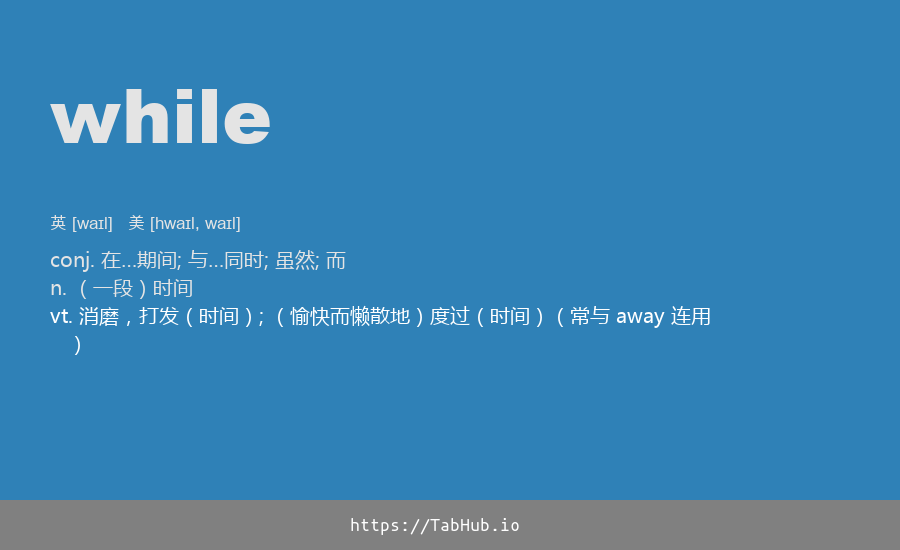 while
英 [waɪl] 美 [hwaɪl, waɪl]
conj. 在...期间; 与...同时; 虽然; 而
n. （一段）时间
vt. 消磨，打发（时间）; （愉快而懒散地）度过（时间）（常与 away 连用
）
https://TabHub.io